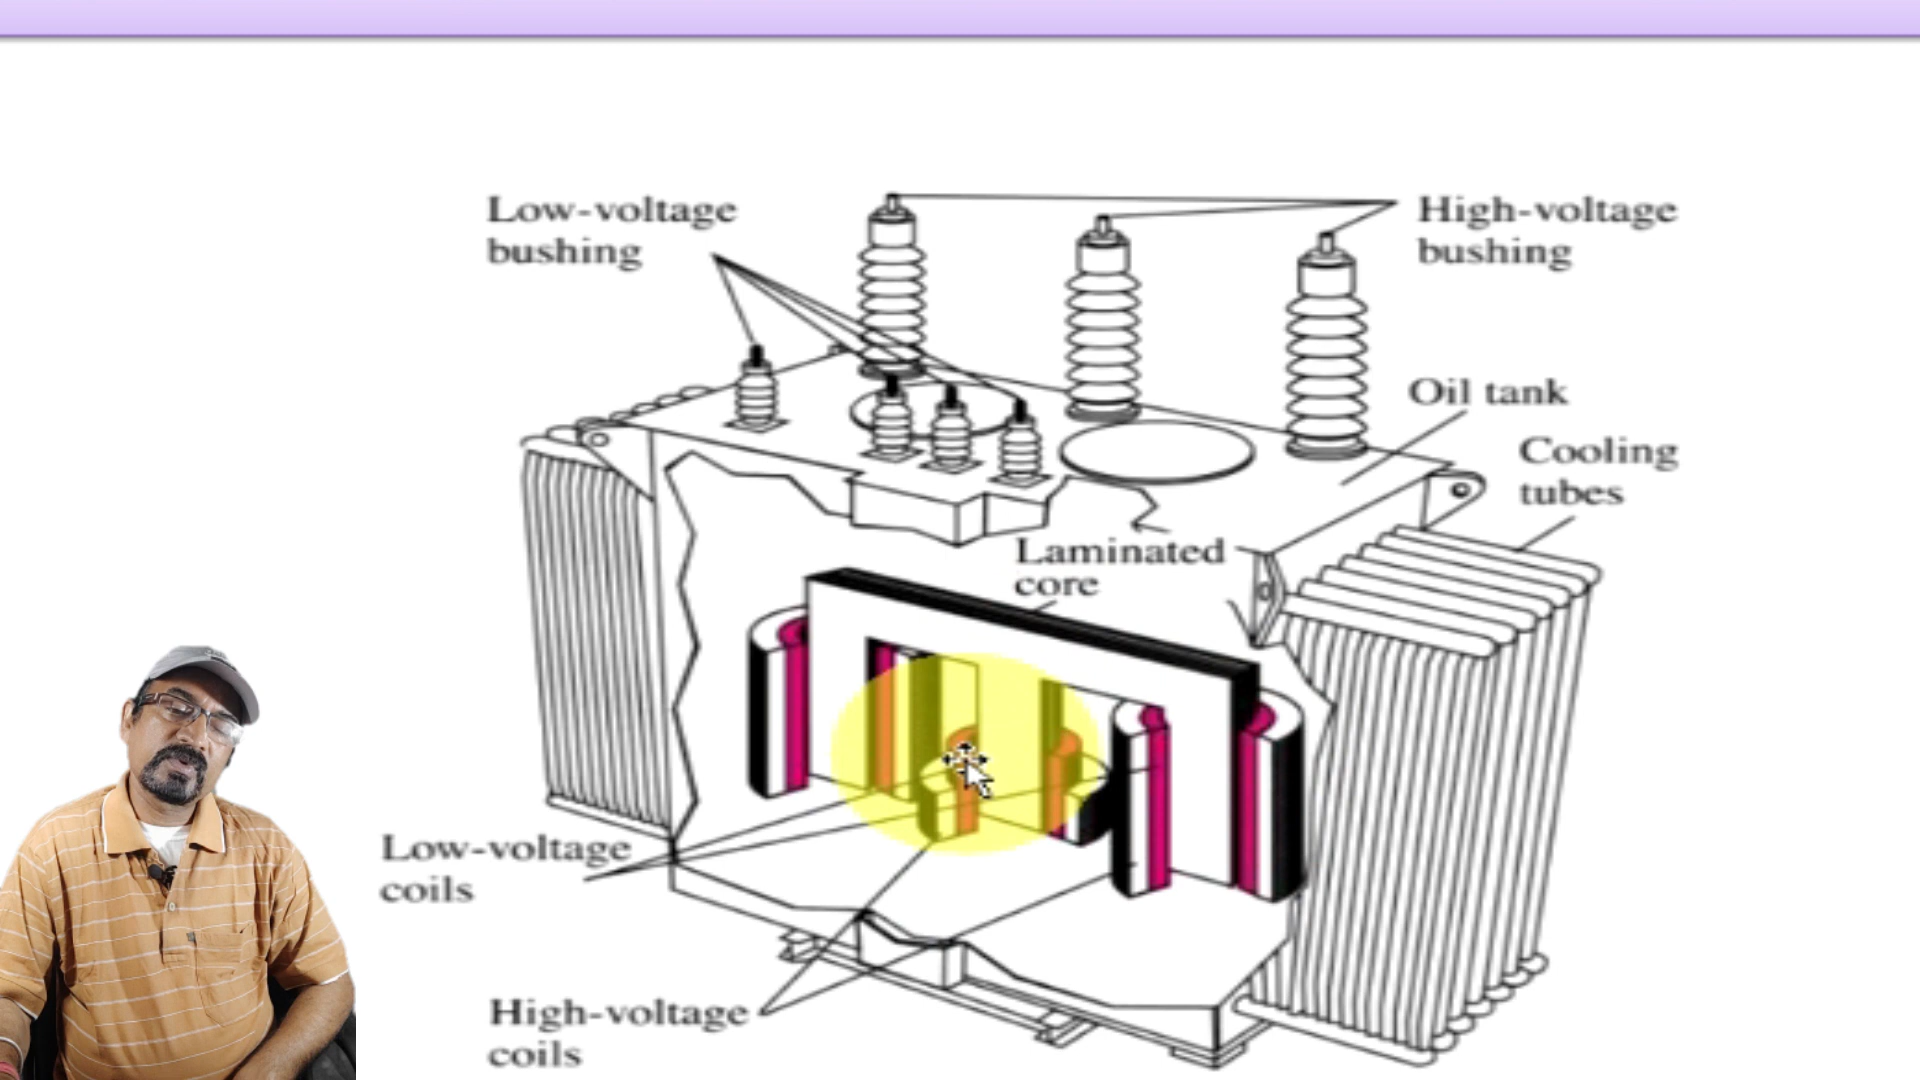 Low-voltage
bushing
High-voltage
bushing
Oil tank
Cooling
tubes
Laminated
core
Low-voltage
coils
High-voltage
coils